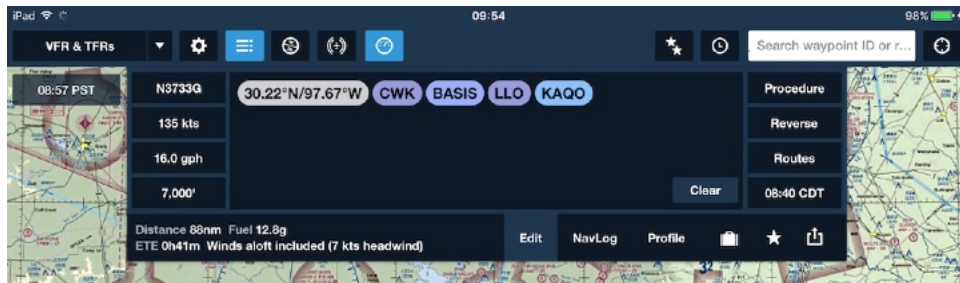 iPad 09:54 98%
VFR & TFRs Search waypoint ID or r...
08:57 PST N3733G 30.22°N/97.67°W CWK BASIS LLO KAQO Procedure
135 kts Reverse
16.0 gph Routes
7,000' Clear 08:40 CDT
Distance 88nm Fuel 12.8g
ETE 0h41m Winds aloft included (7 kts headwind) Edit NavLog Profile
32